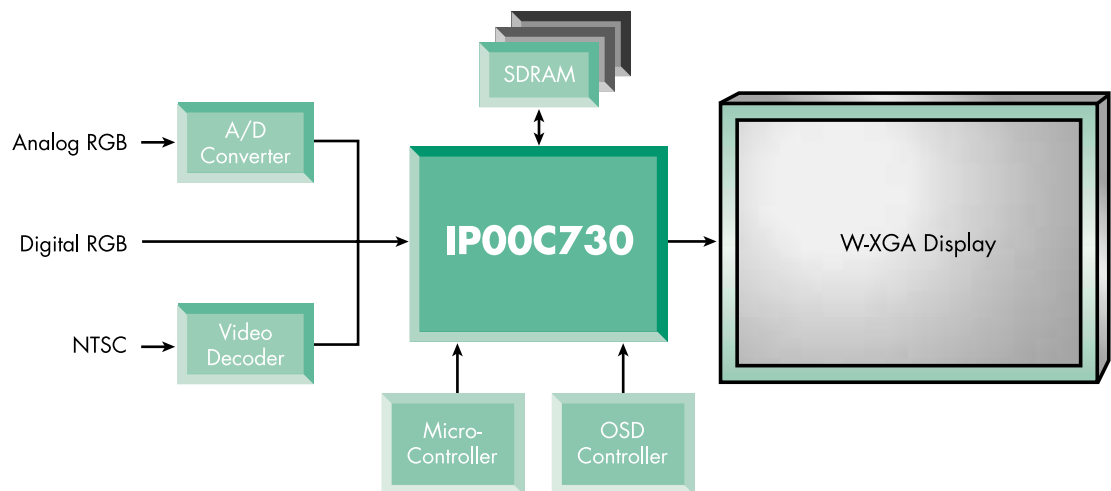 SDRAM
Analog RGB
A/D
Converter
Digital RGB
IP00C730
W-XGA Display
NTSC
Video
Decoder
Micro-
Controller
OSD
Controller